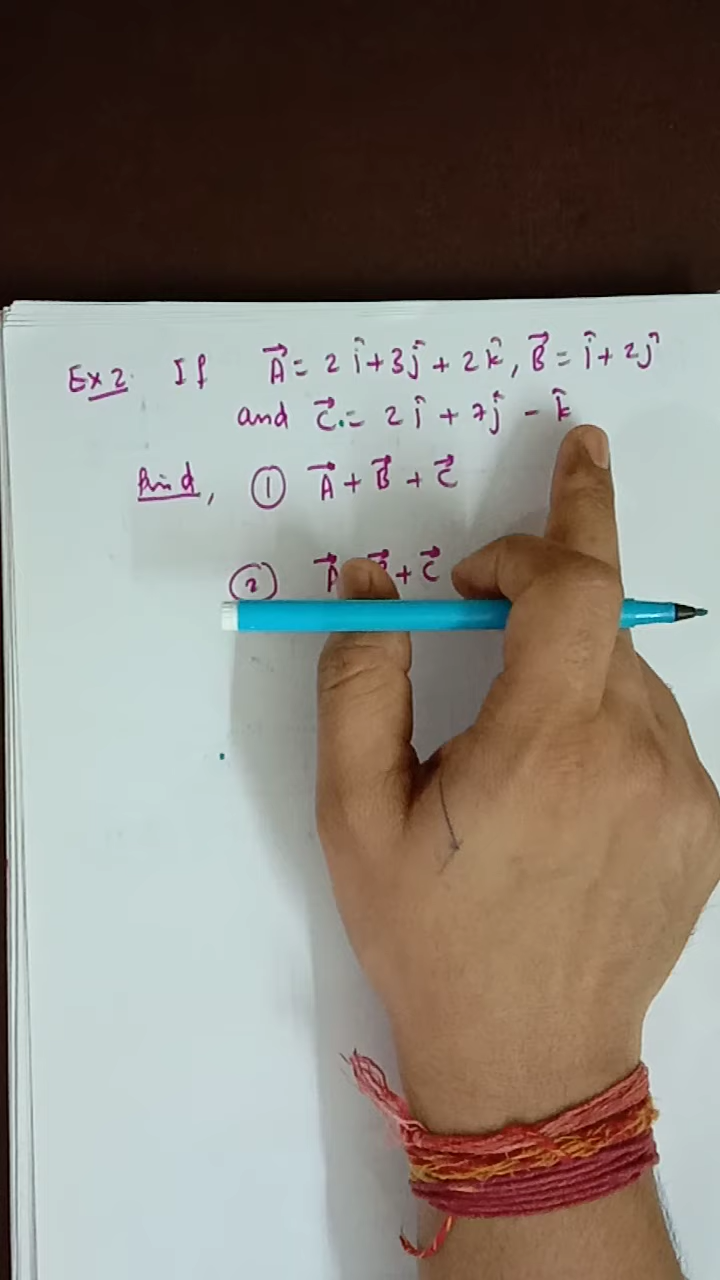 Ex 2. If A⃗ = 2î + 3ĵ + 2k̂, B⃗ = î + 2ĵ
and C⃗ = 2î + 7ĵ - k̂
Find, ① A⃗ + B⃗ + C⃗
② + C⃗